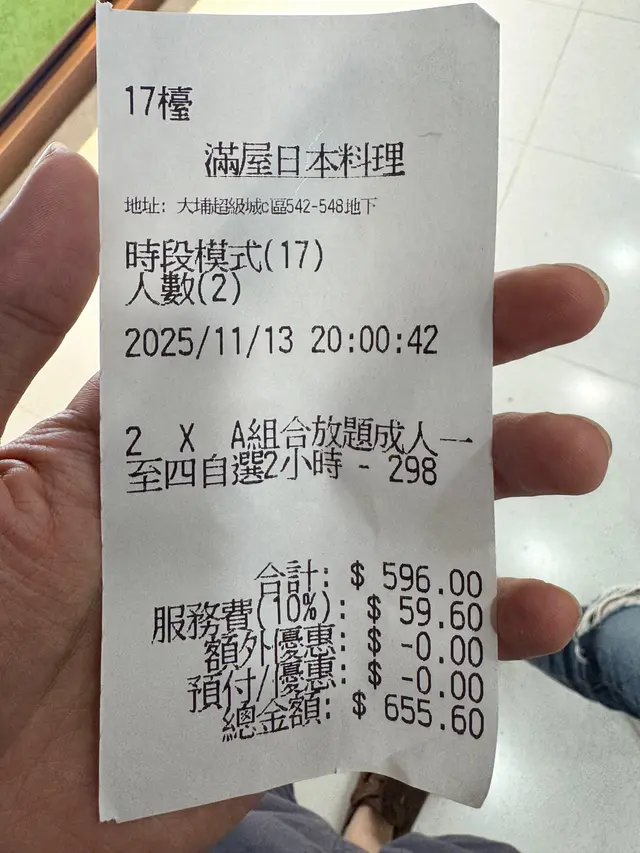 17檯
滿屋日本料理
地址: 大埔超級城c區542-548地下
時段模式(17)
人數(2)
2025/11/13 20:00:42
2 X A組合放題成人一
至四自選2小時 - 298
合計: $ 596.00
服務費(10%): $ 59.60
額外優惠: $ -0.00
預付/優惠: $ -0.00
總金額: $ 655.60